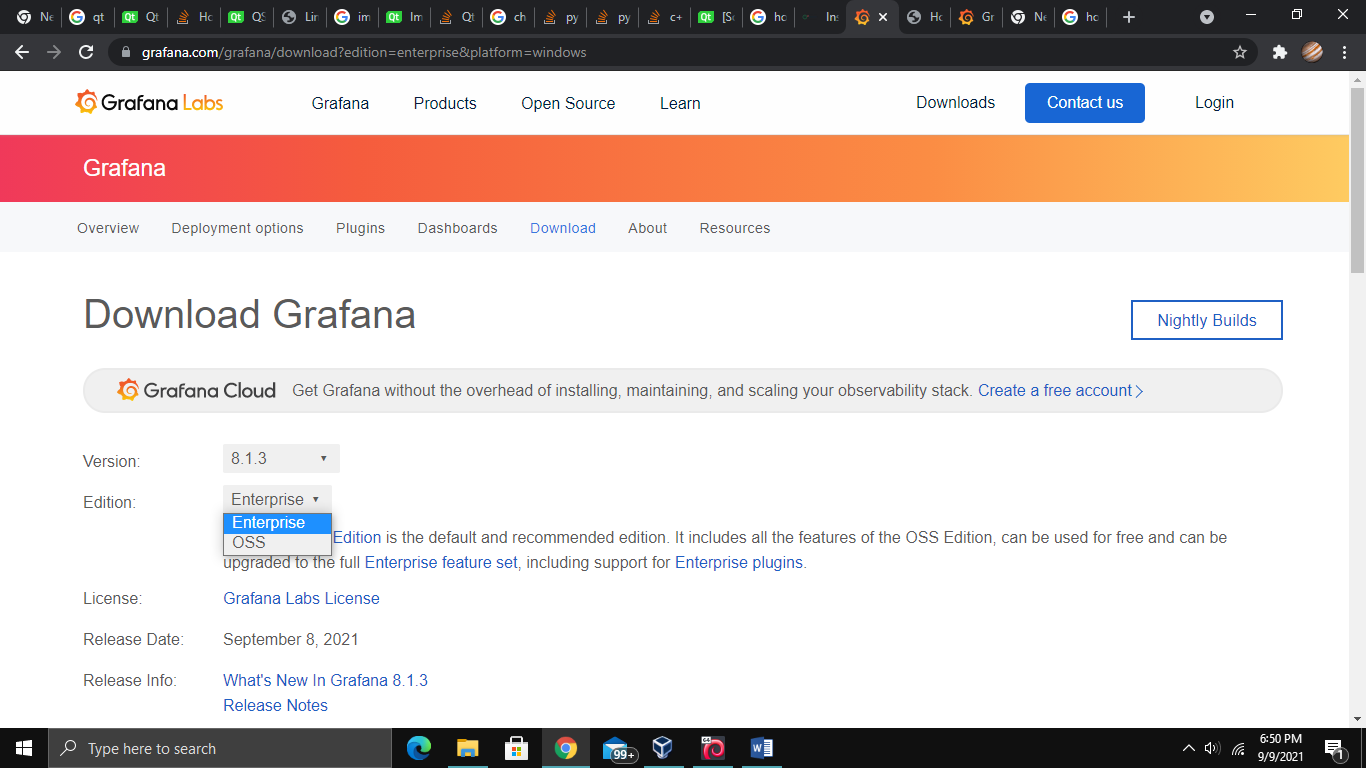 Ne
qt
Qt
Ho
QS
Lin
im
Im
Qt
ch
py
py
c+
[So
ho
Ins
Ho
Gr
Ne
ho
grafana.com/grafana/download?edition=enterprise&platform=windows
Grafana Labs
Grafana
Products
Open Source
Learn
Downloads
Contact us
Login
Grafana
Overview
Deployment options
Plugins
Dashboards
Download
About
Resources
Download Grafana
Nightly Builds
Grafana Cloud Get Grafana without the overhead of installing, maintaining, and scaling your observability stack. Create a free account
Version: 8.1.3
Edition: Enterprise
Enterprise
OSS
Edition is the default and recommended edition. It includes all the features of the OSS Edition, can be used for free and can be
upgraded to the full Enterprise feature set, including support for Enterprise plugins.
License: Grafana Labs License
Release Date: September 8, 2021
Release Info: What's New In Grafana 8.1.3
Release Notes
Type here to search
99+
6:50 PM
9/9/2021
1